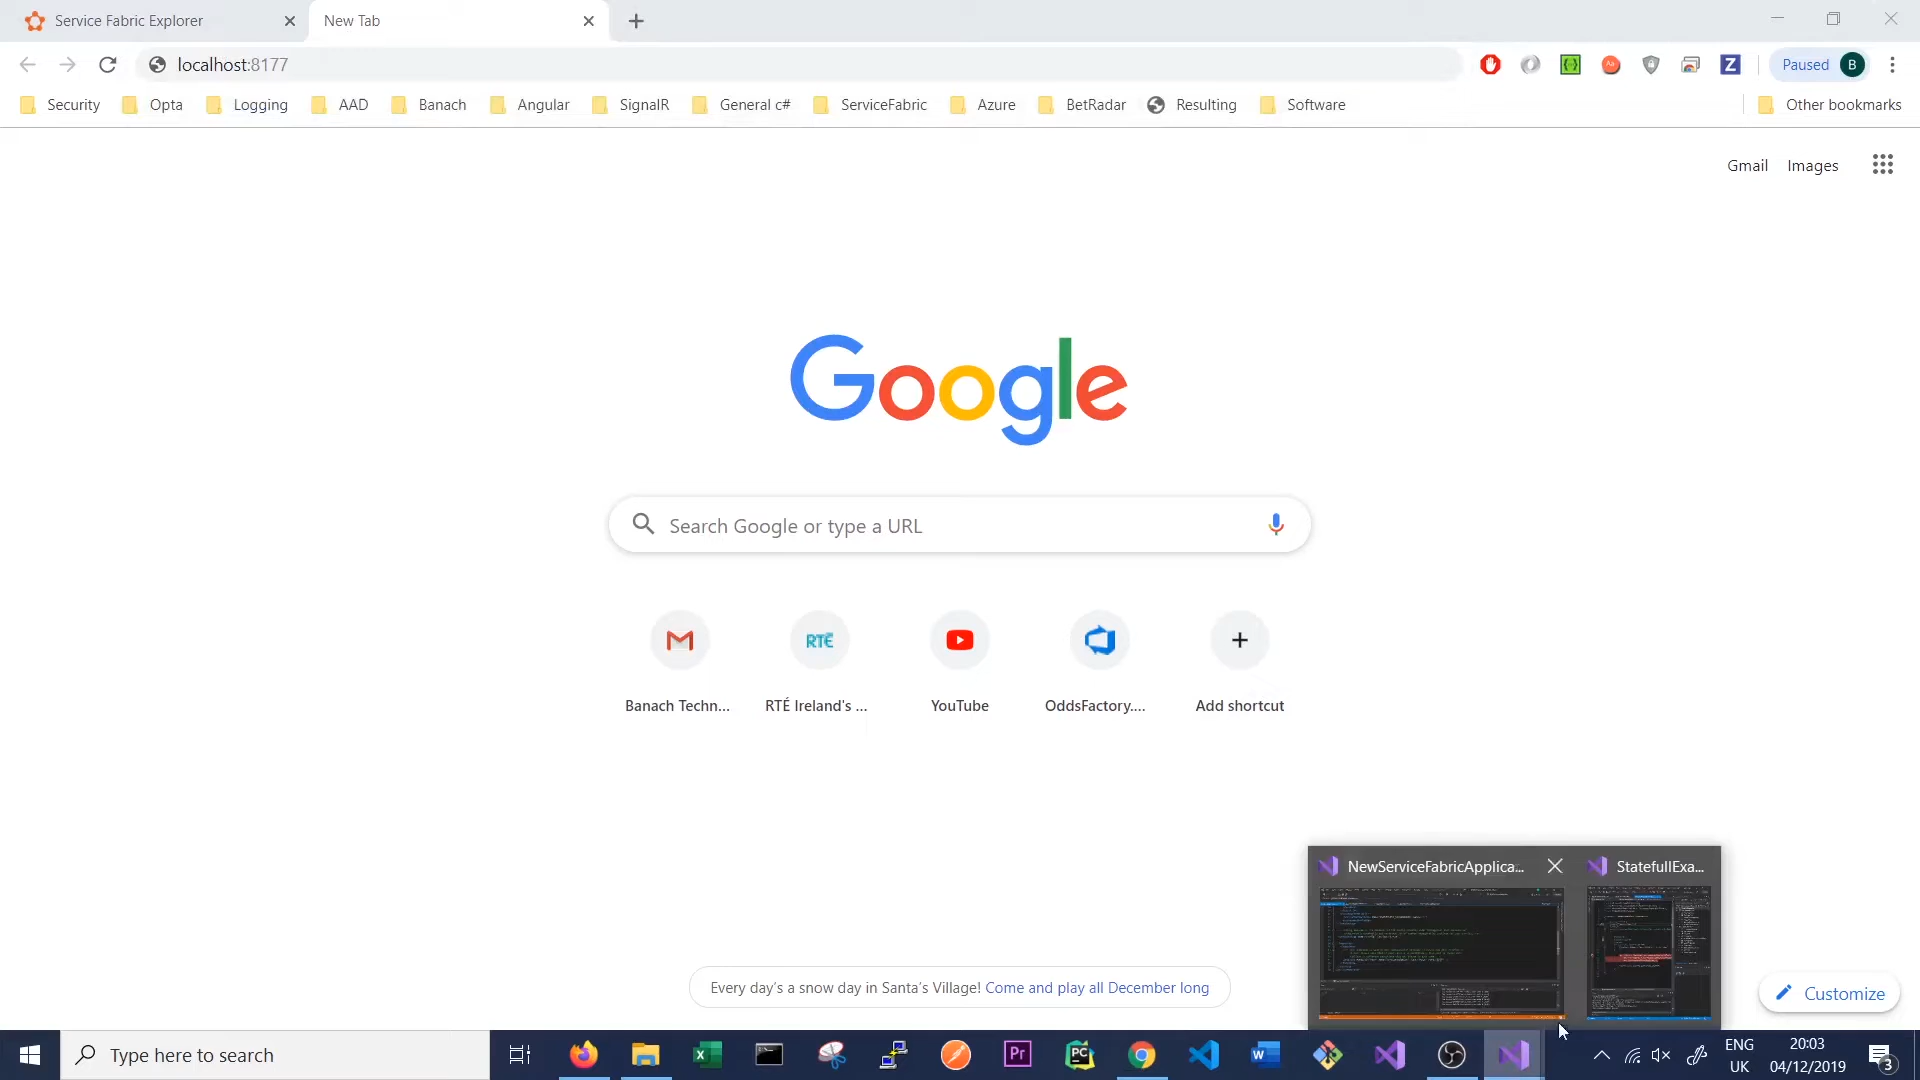 Service Fabric Explorer
New Tab
localhost:8177
Paused B
Security Opta Logging AAD Banach Angular SignalR General c# ServiceFabric Azure BetRadar Resulting Software Other bookmarks
Gmail Images
Google
Search Google or type a URL
RTÉ
Banach Techn... RTÉ Ireland's ... YouTube OddsFactory.... Add shortcut
NewServiceFabricApplica... StatefullExa...
Every day's a snow day in Santa's Village! Come and play all December long
Customize
Type here to search
ENG
UK
20:03
04/12/2019
3